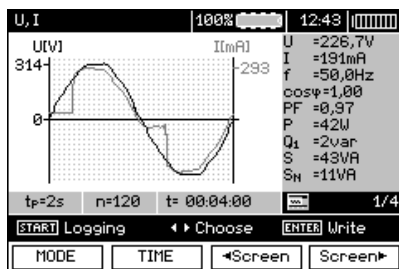 U,I 100% 12:43
U[V] I[mA]
314 293
0
U =226,7V
I =191mA
f =50,0Hz
cosφ=1,00
PF =0,97
P =42W
Q₁ =2var
S =43VA
Sɴ =11VA
tₚ=2s n=120 t= 00:04:00 1/4
START Logging ◂ ▸ Choose ENTER Write
MODE TIME ◄Screen Screen►